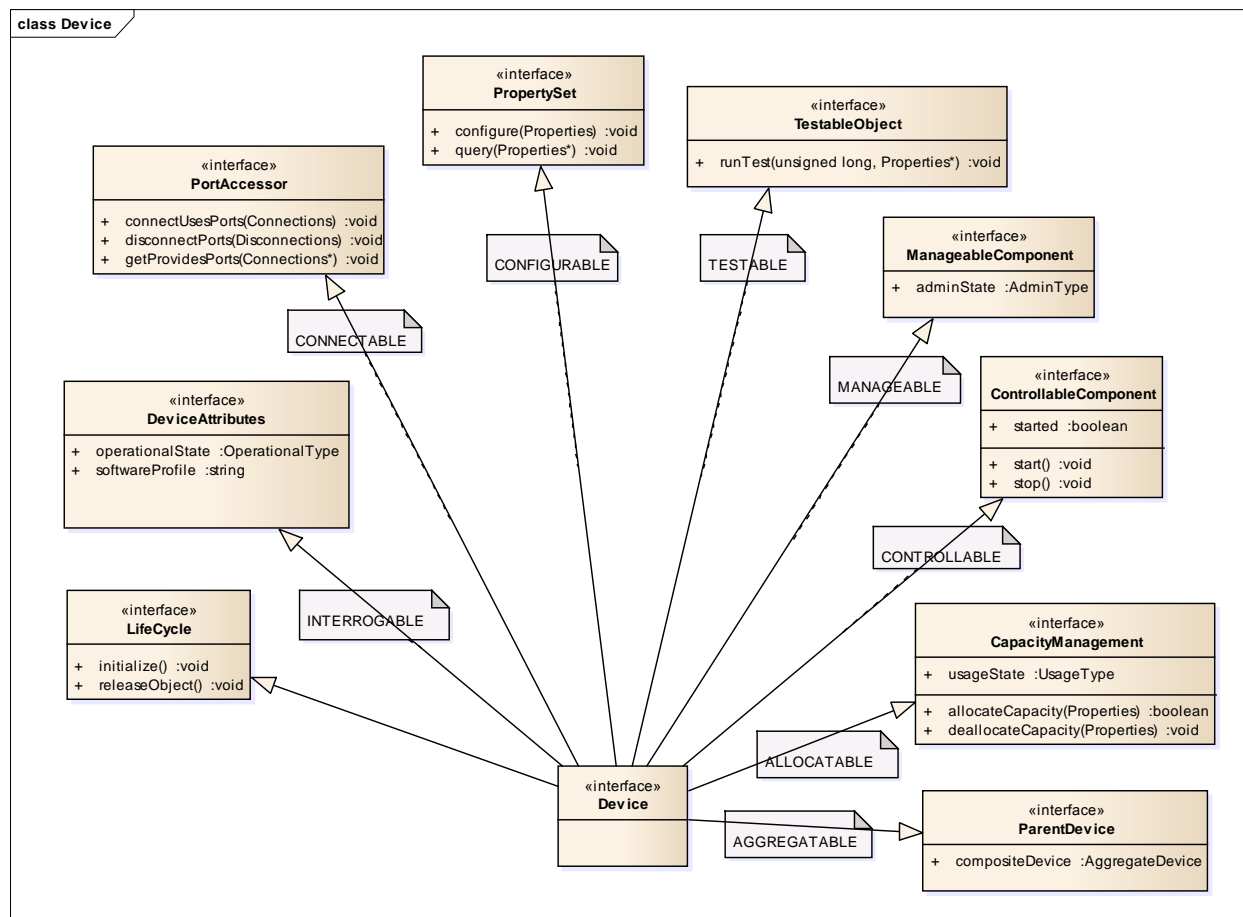 class Device
«interface»
PropertySet
+ configure(Properties) :void
+ query(Properties*) :void
«interface»
TestableObject
+ runTest(unsigned long, Properties*) :void
«interface»
PortAccessor
+ connectUsesPorts(Connections) :void
+ disconnectPorts(Disconnections) :void
+ getProvidesPorts(Connections*) :void
«interface»
ManageableComponent
+ adminState :AdminType
CONFIGURABLE
TESTABLE
CONNECTABLE
MANAGEABLE
«interface»
ControllableComponent
+ started :boolean
+ start() :void
+ stop() :void
«interface»
DeviceAttributes
+ operationalState :OperationalType
+ softwareProfile :string
CONTROLLABLE
INTERROGABLE
«interface»
LifeCycle
+ initialize() :void
+ releaseObject() :void
«interface»
CapacityManagement
+ usageState :UsageType
+ allocateCapacity(Properties) :boolean
+ deallocateCapacity(Properties) :void
ALLOCATABLE
«interface»
Device
AGGREGATABLE
«interface»
ParentDevice
+ compositeDevice :AggregateDevice